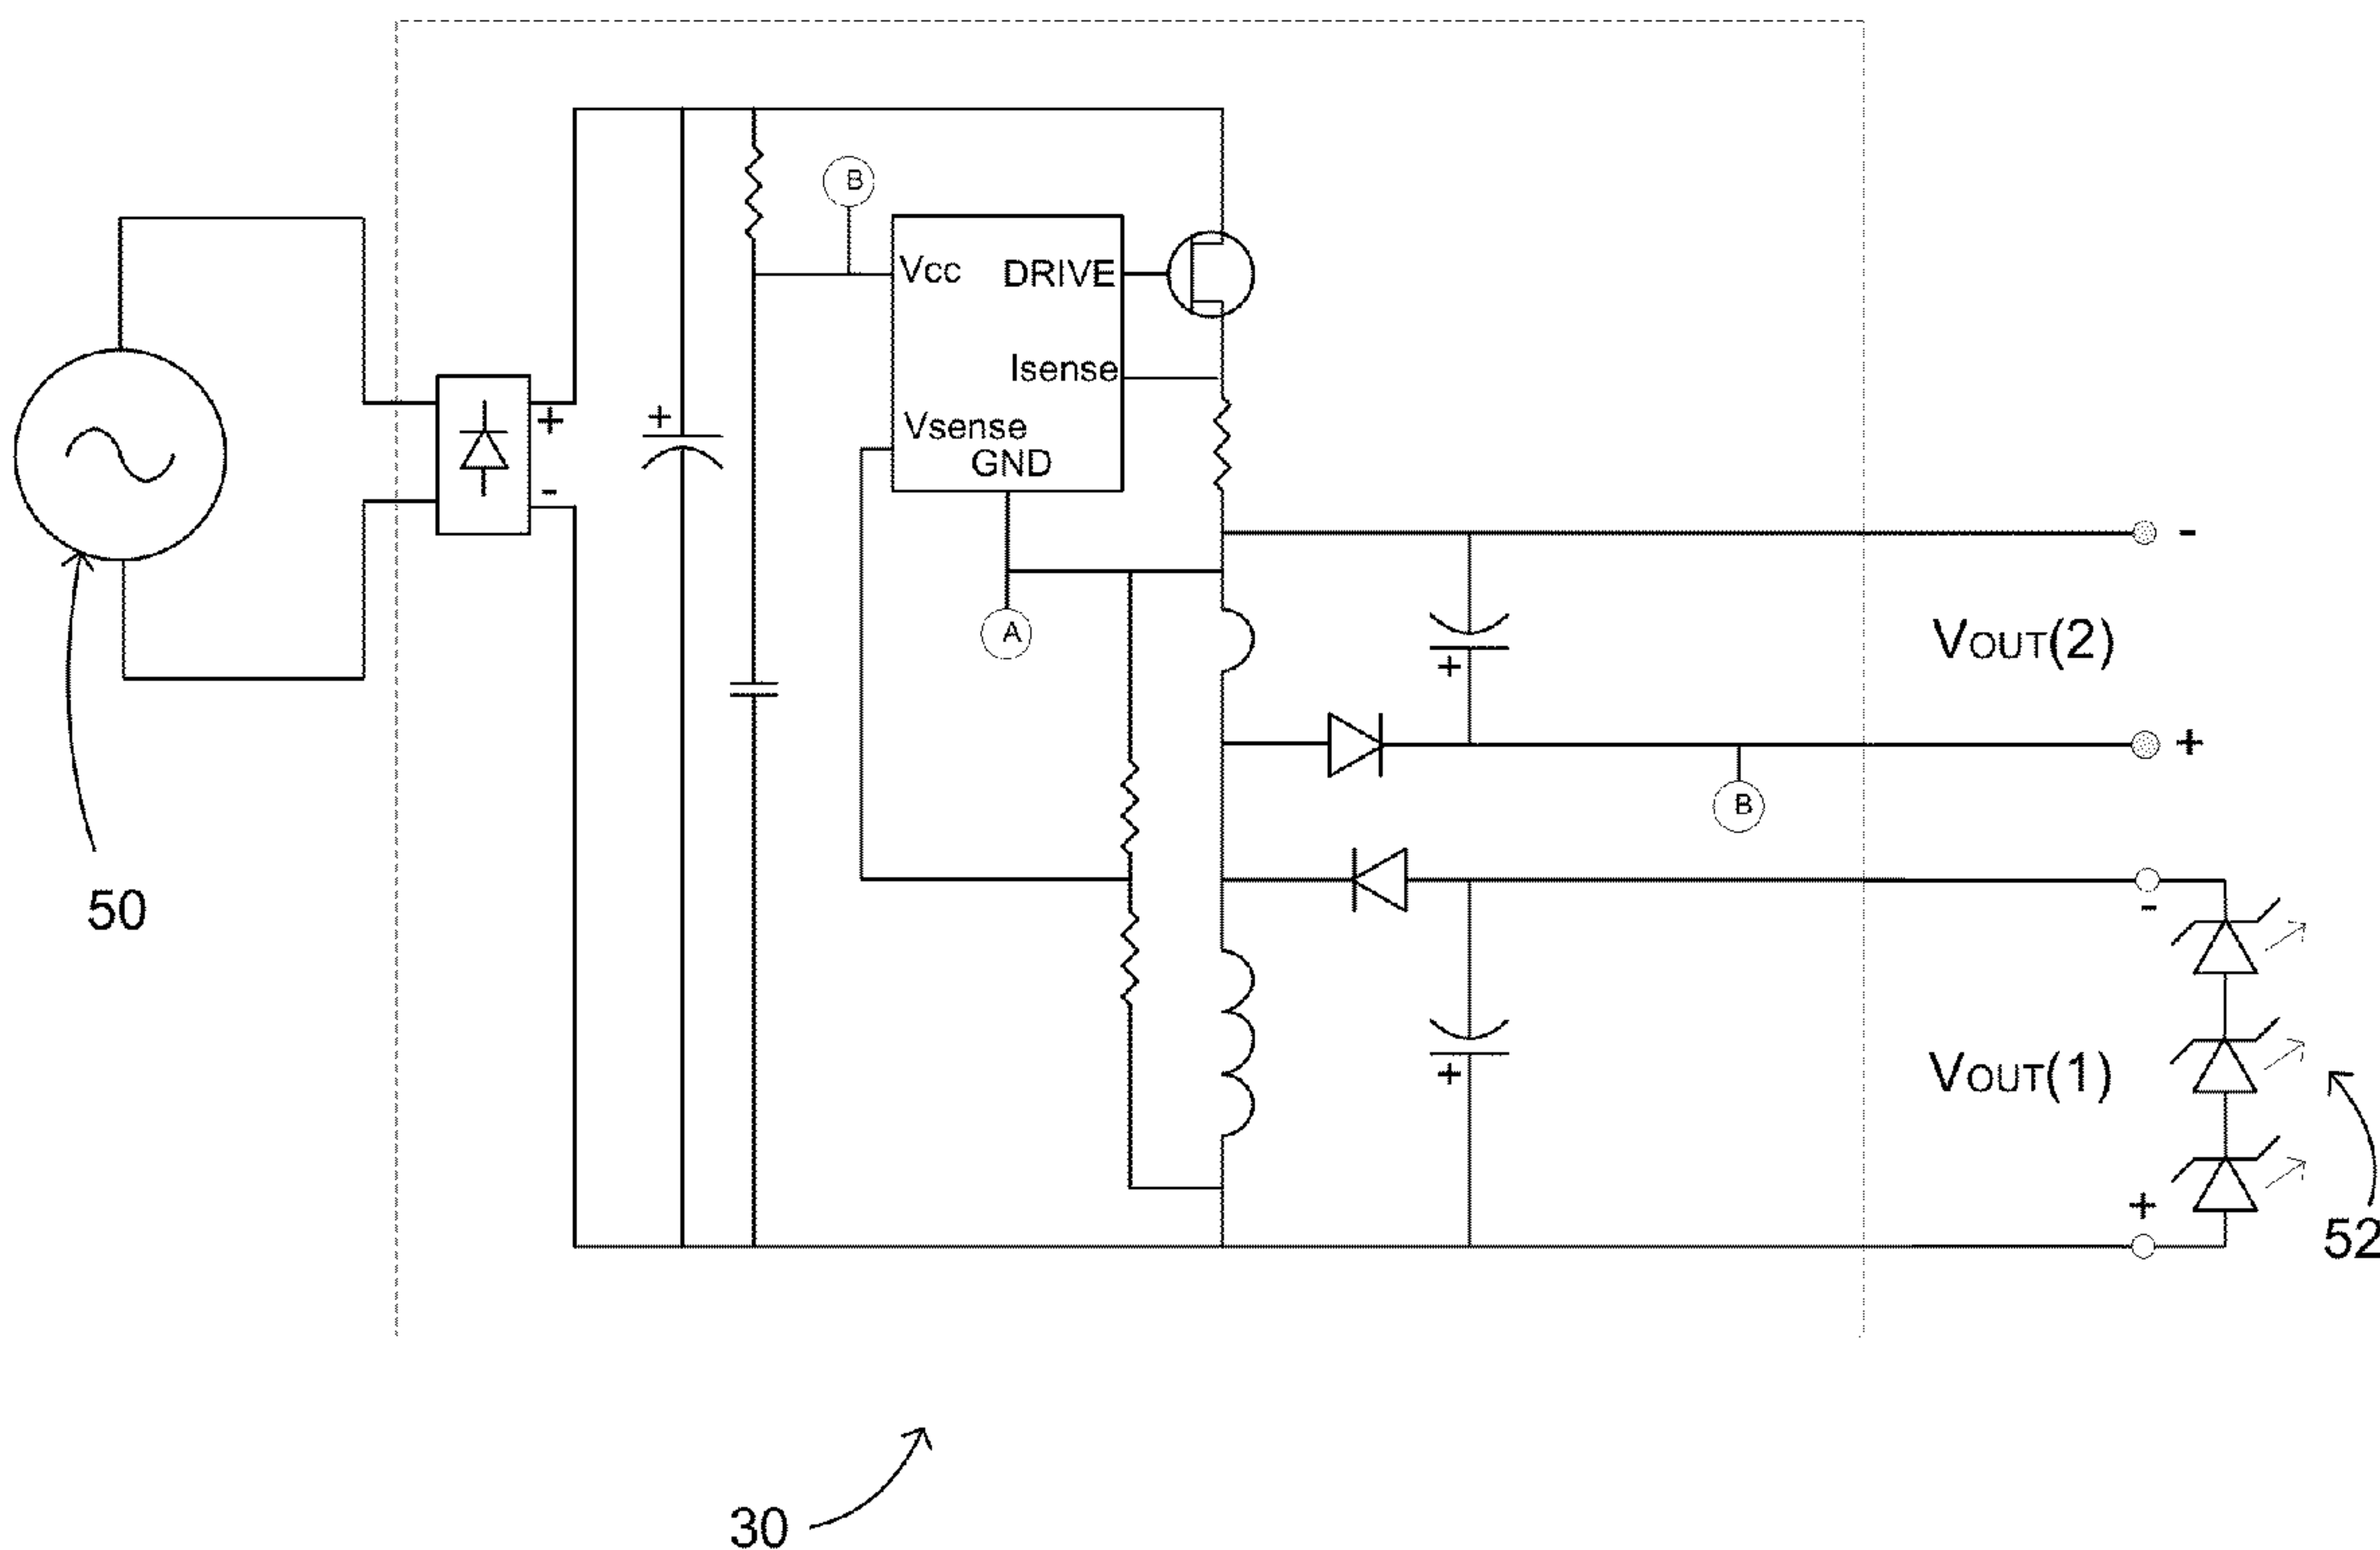 B
Vcc DRIVE
Isense
+
+
Vsense
GND
-
-
A
VOUT(2)
+
+
B
50
-
VOUT(1)
+
+
52
30